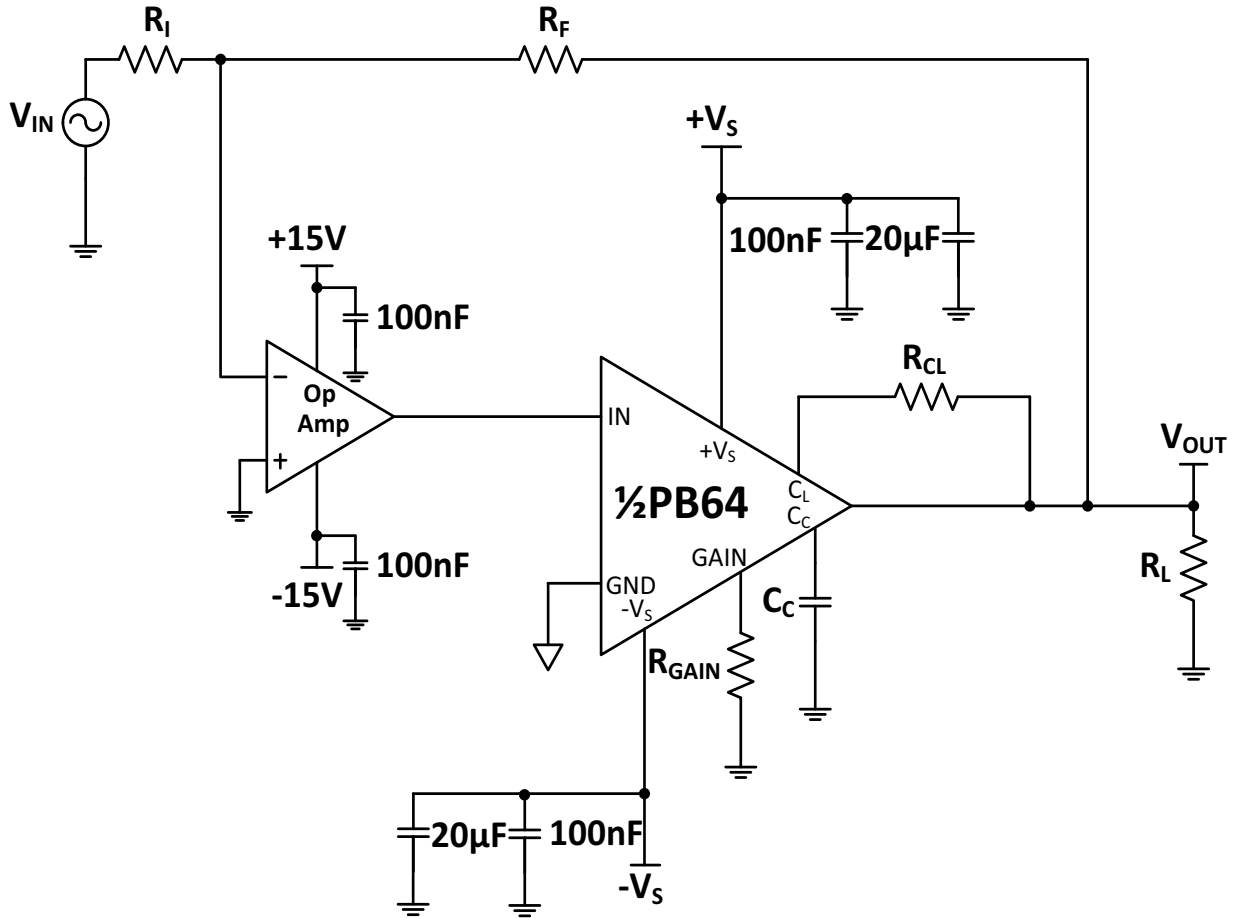 R_I
R_F
V_IN
+V_S
100nF
20µF
+15V
100nF
R_CL
Op
Amp
−
+
IN
+V_S
V_OUT
C_L
½PB64
C_C
GAIN
100nF
-15V
GND
-V_S
C_C
R_L
R_GAIN
20µF
100nF
-V_S